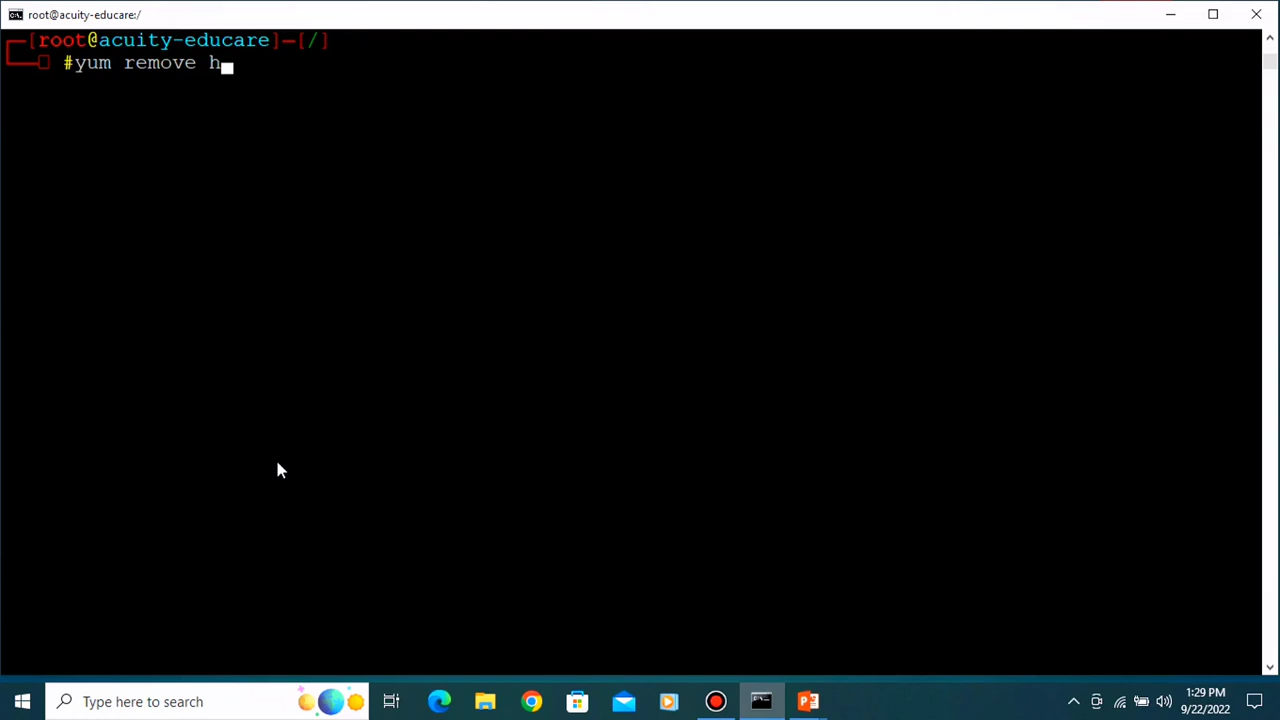 root@acuity-educare:/
[root@acuity-educare]-[/]
#yum remove h
Type here to search
1:29 PM
9/22/2022